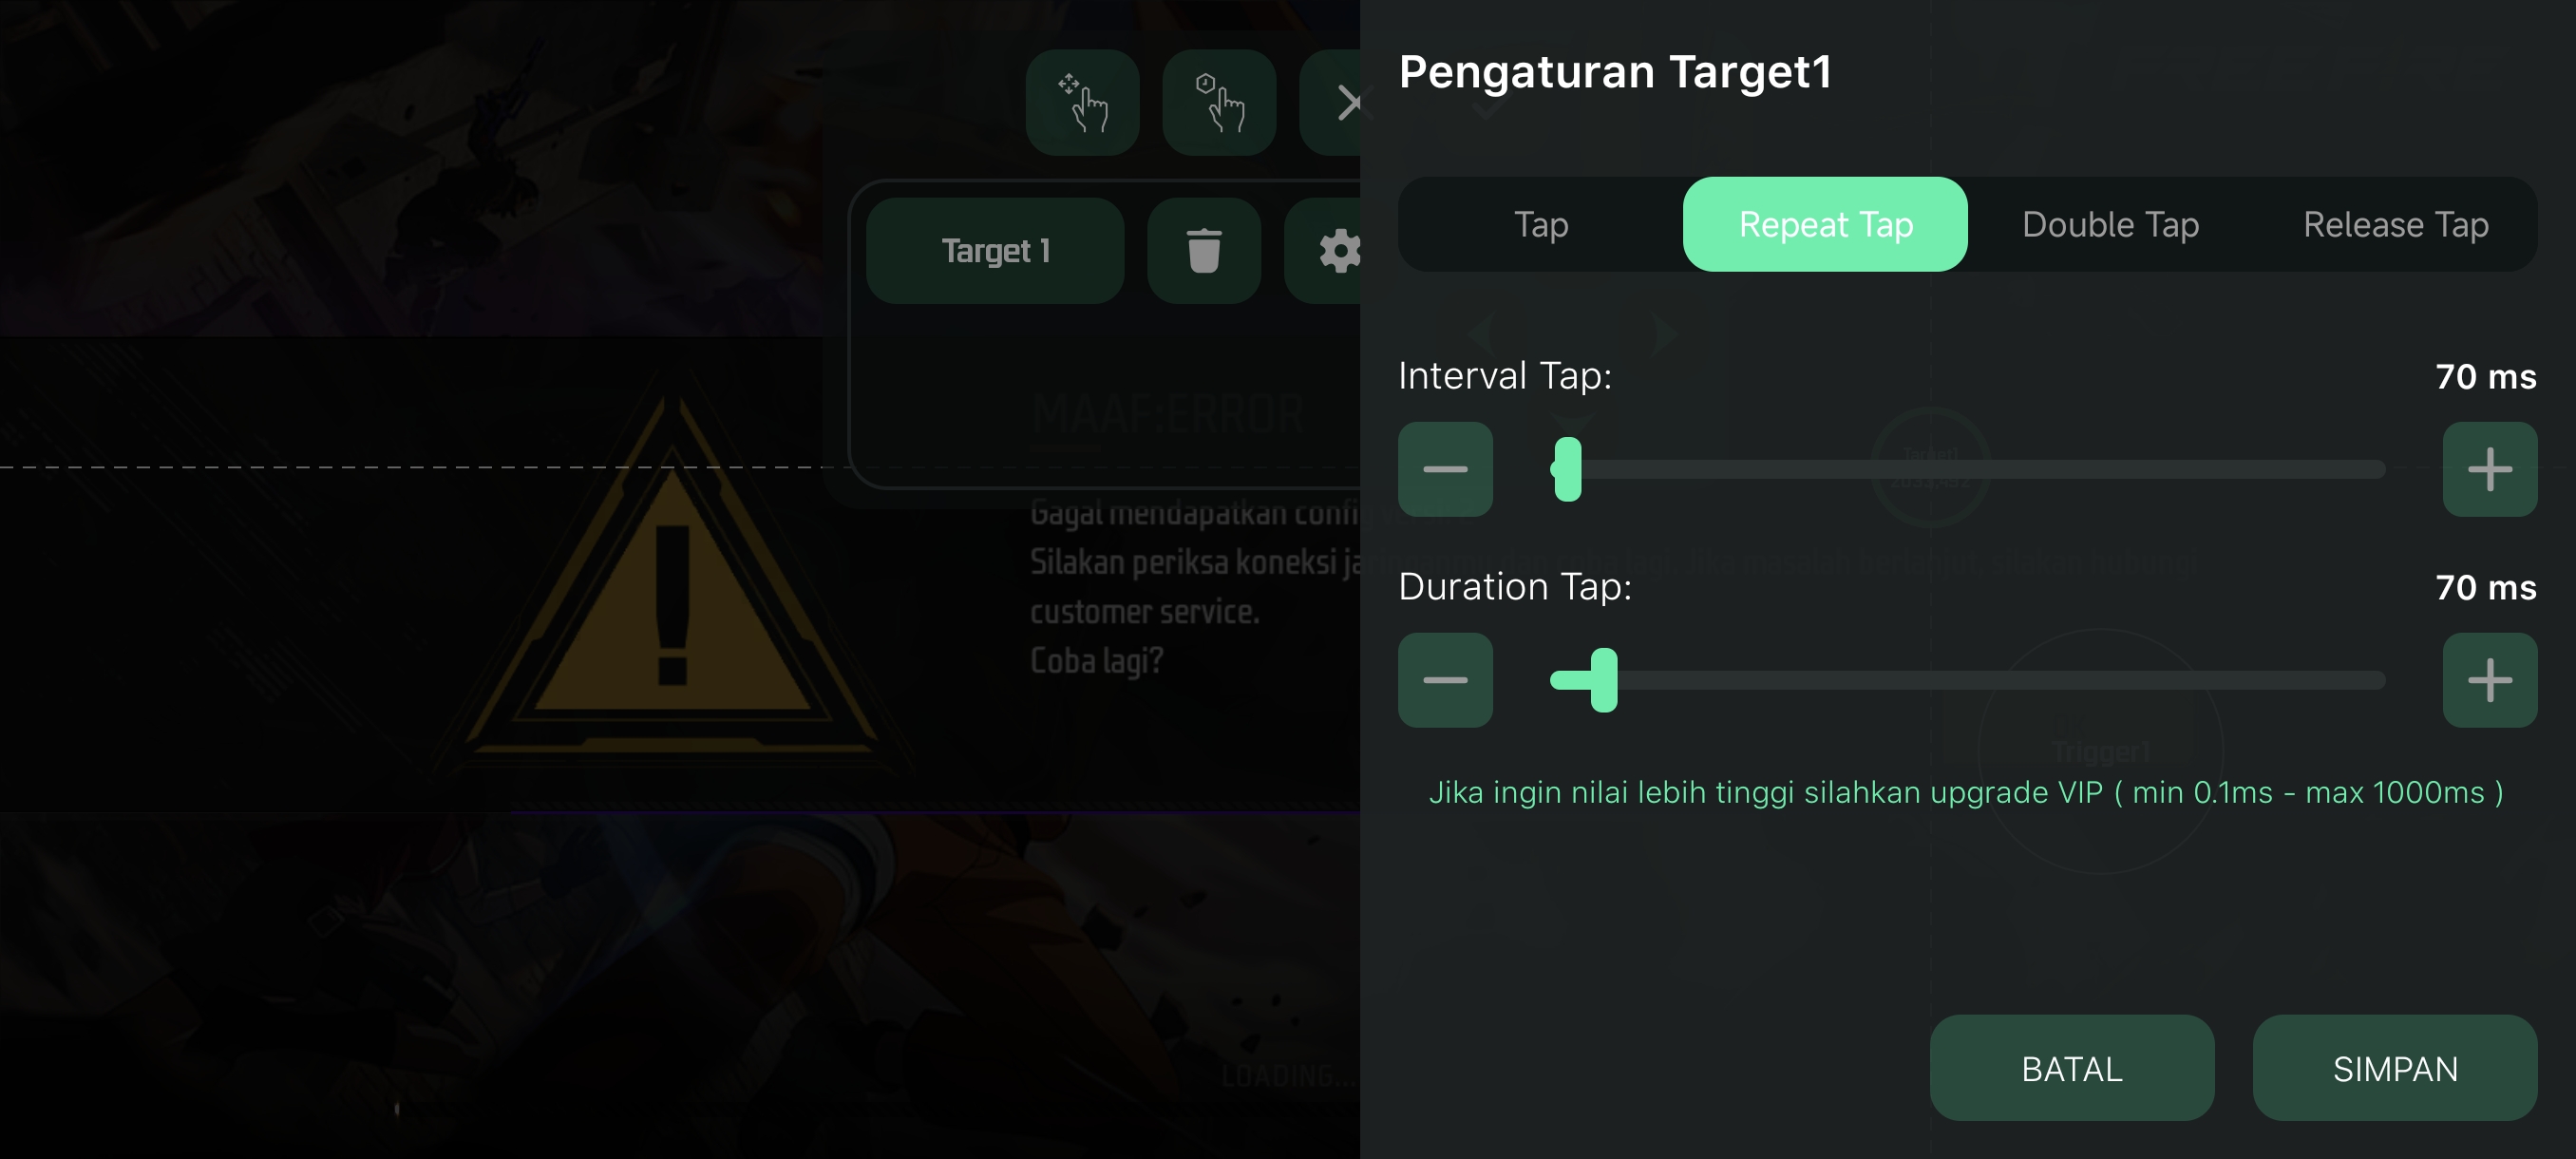 Pengaturan Target1
Tap
Repeat Tap
Double Tap
Release Tap
Target 1
Interval Tap:
70 ms
MAAF:ERROR
Gagal mendapatkan config
Silakan periksa koneksi
customer service.
Coba lagi?
Duration Tap:
70 ms
Trigger1
Jika ingin nilai lebih tinggi silahkan upgrade VIP ( min 0.1ms - max 1000ms )
LOADING...
BATAL
SIMPAN